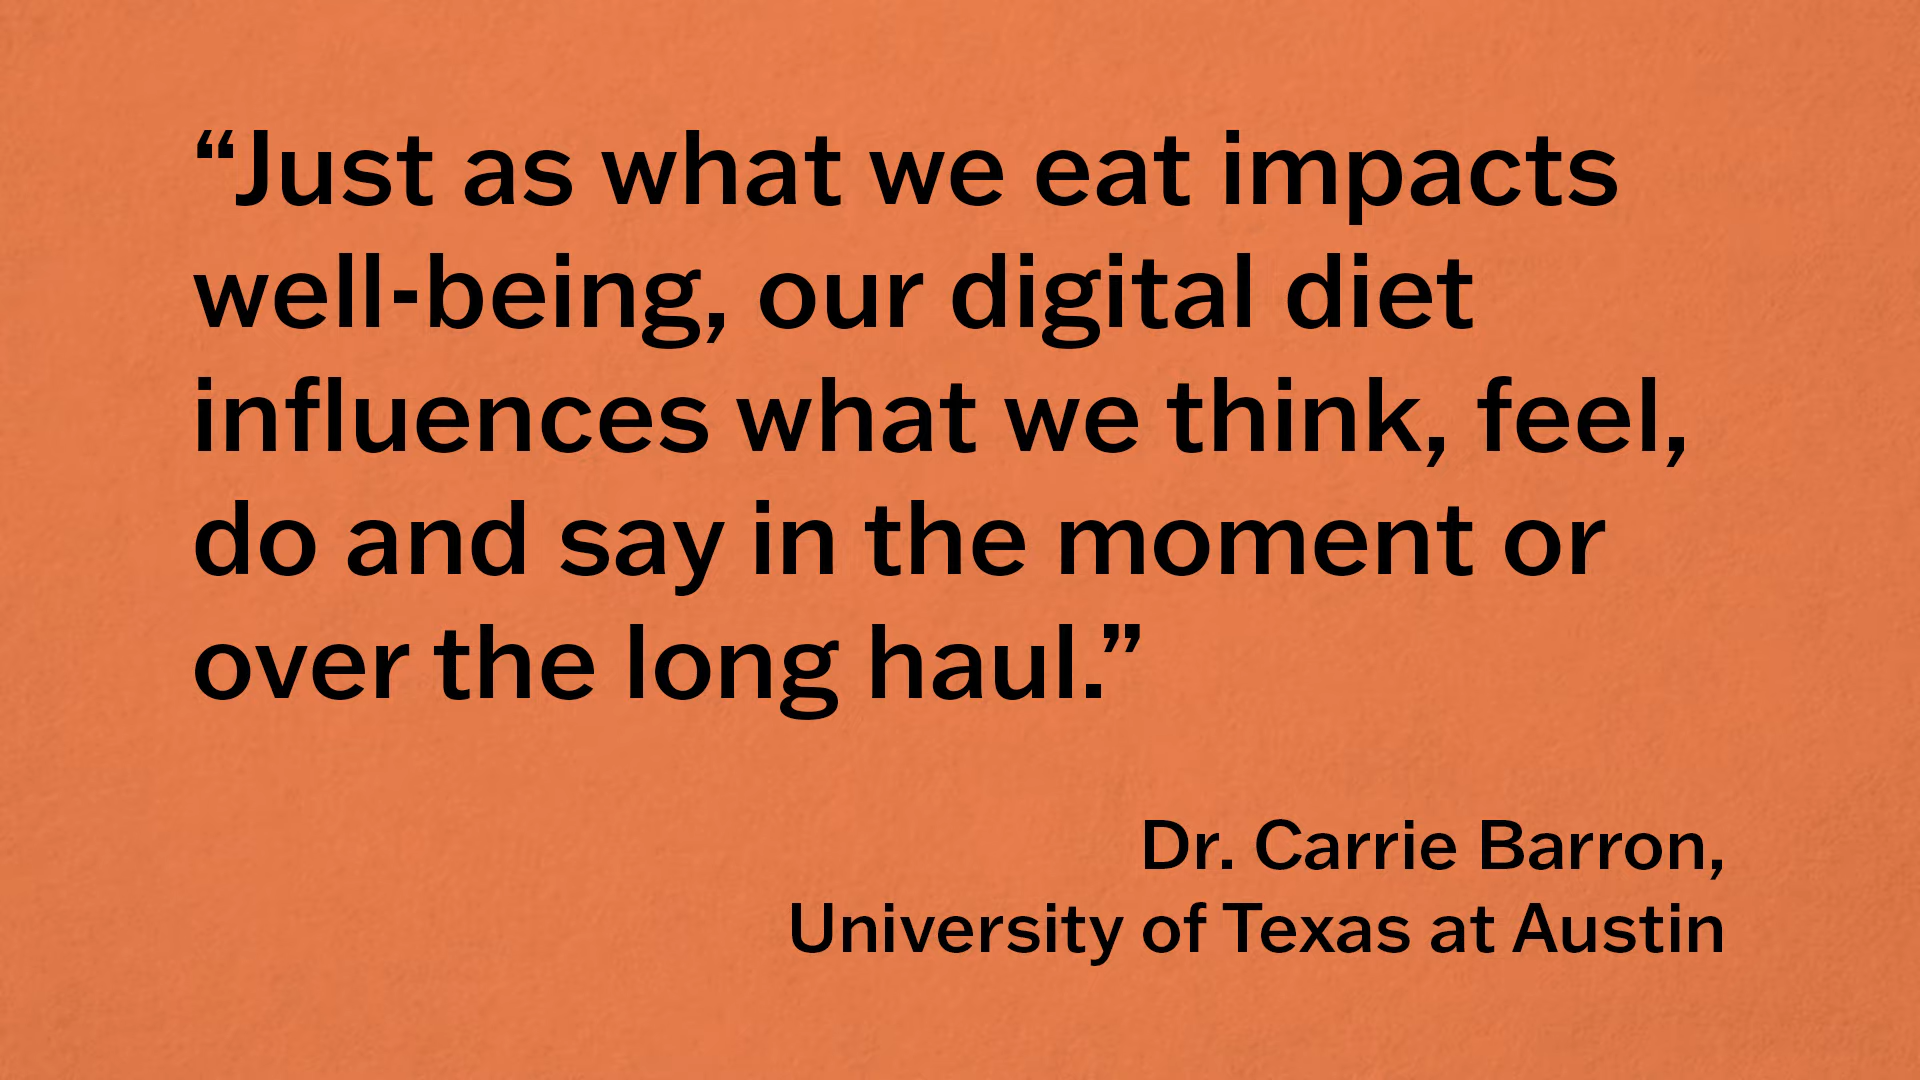 “Just as what we eat impacts
well-being, our digital diet
influences what we think, feel,
do and say in the moment or
over the long haul.”
Dr. Carrie Barron,
University of Texas at Austin